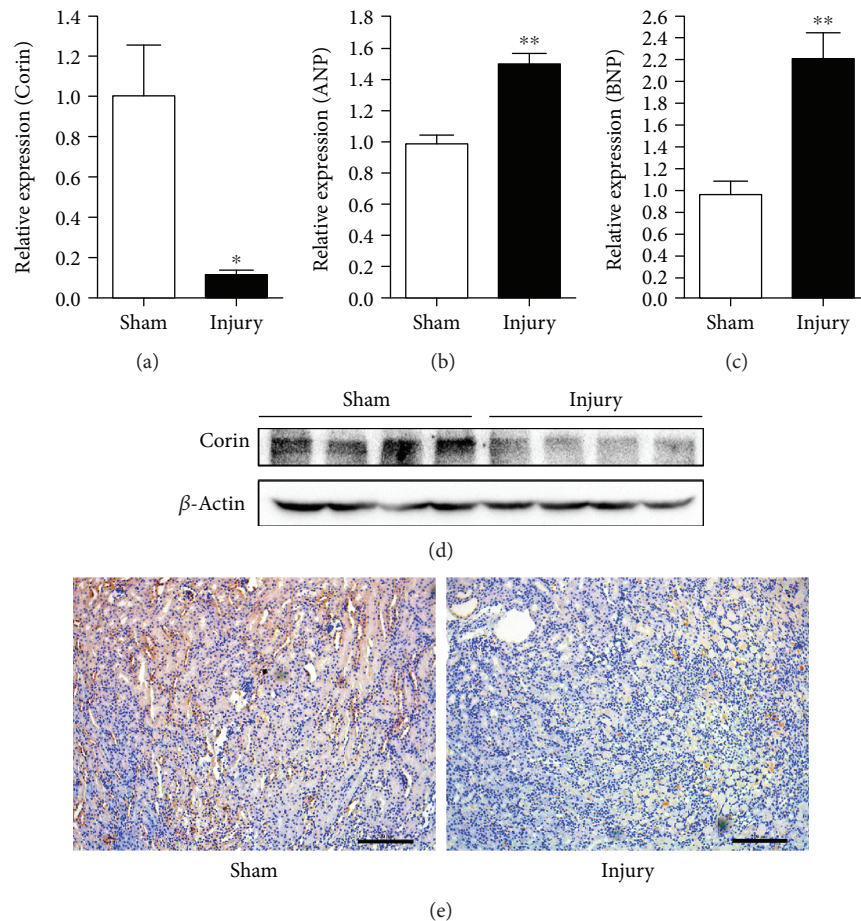 Relative expression (Corin)
1.4
1.2
1.0
0.8
0.6
0.4
0.2
0.0
*
Sham Injury
(a)
Relative expression (ANP)
1.8
1.6
1.4
1.2
1.0
0.8
0.6
0.4
0.2
0.0
**
Sham Injury
(b)
Relative expression (BNP)
2.6
2.4
2.2
2.0
1.8
1.6
1.4
1.2
1.0
0.8
0.6
0.4
0.2
0.0
**
Sham Injury
(c)
Sham Injury
Corin
β-Actin
(d)
Sham Injury
(e)